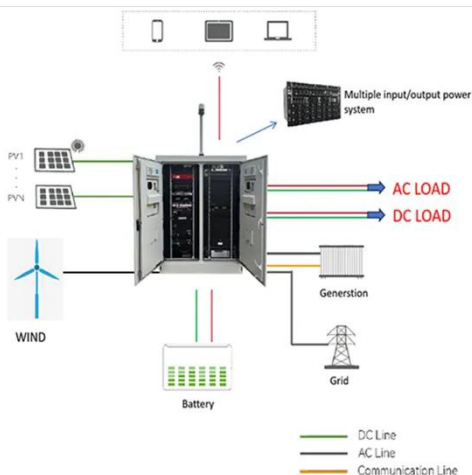 Multiple input/output power
system
PV1
PVN
AC LOAD
DC LOAD
WIND
Generstion
Grid
Battery
DC Line
AC Line
Communication Line